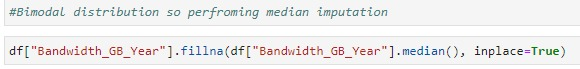 #Bimodal distribution so perfroming median imputation
df["Bandwidth_GB_Year"].fillna(df["Bandwidth_GB_Year"].median(), inplace=True)